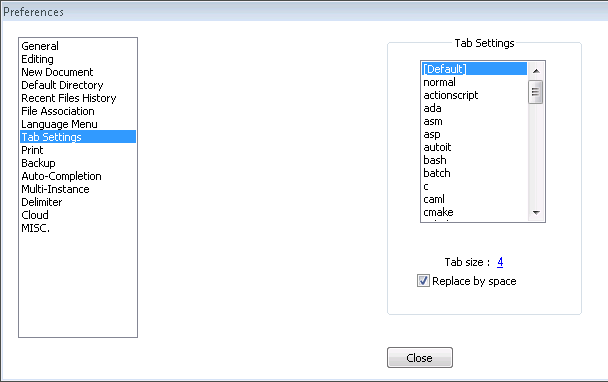 Preferences
General
Editing
New Document
Default Directory
Recent Files History
File Association
Language Menu
Tab Settings
Print
Backup
Auto-Completion
Multi-Instance
Delimiter
Cloud
MISC.
Tab Settings
[Default]
normal
actionscript
ada
asm
asp
autoit
bash
batch
c
caml
cmake
Tab size : 4
Replace by space
Close